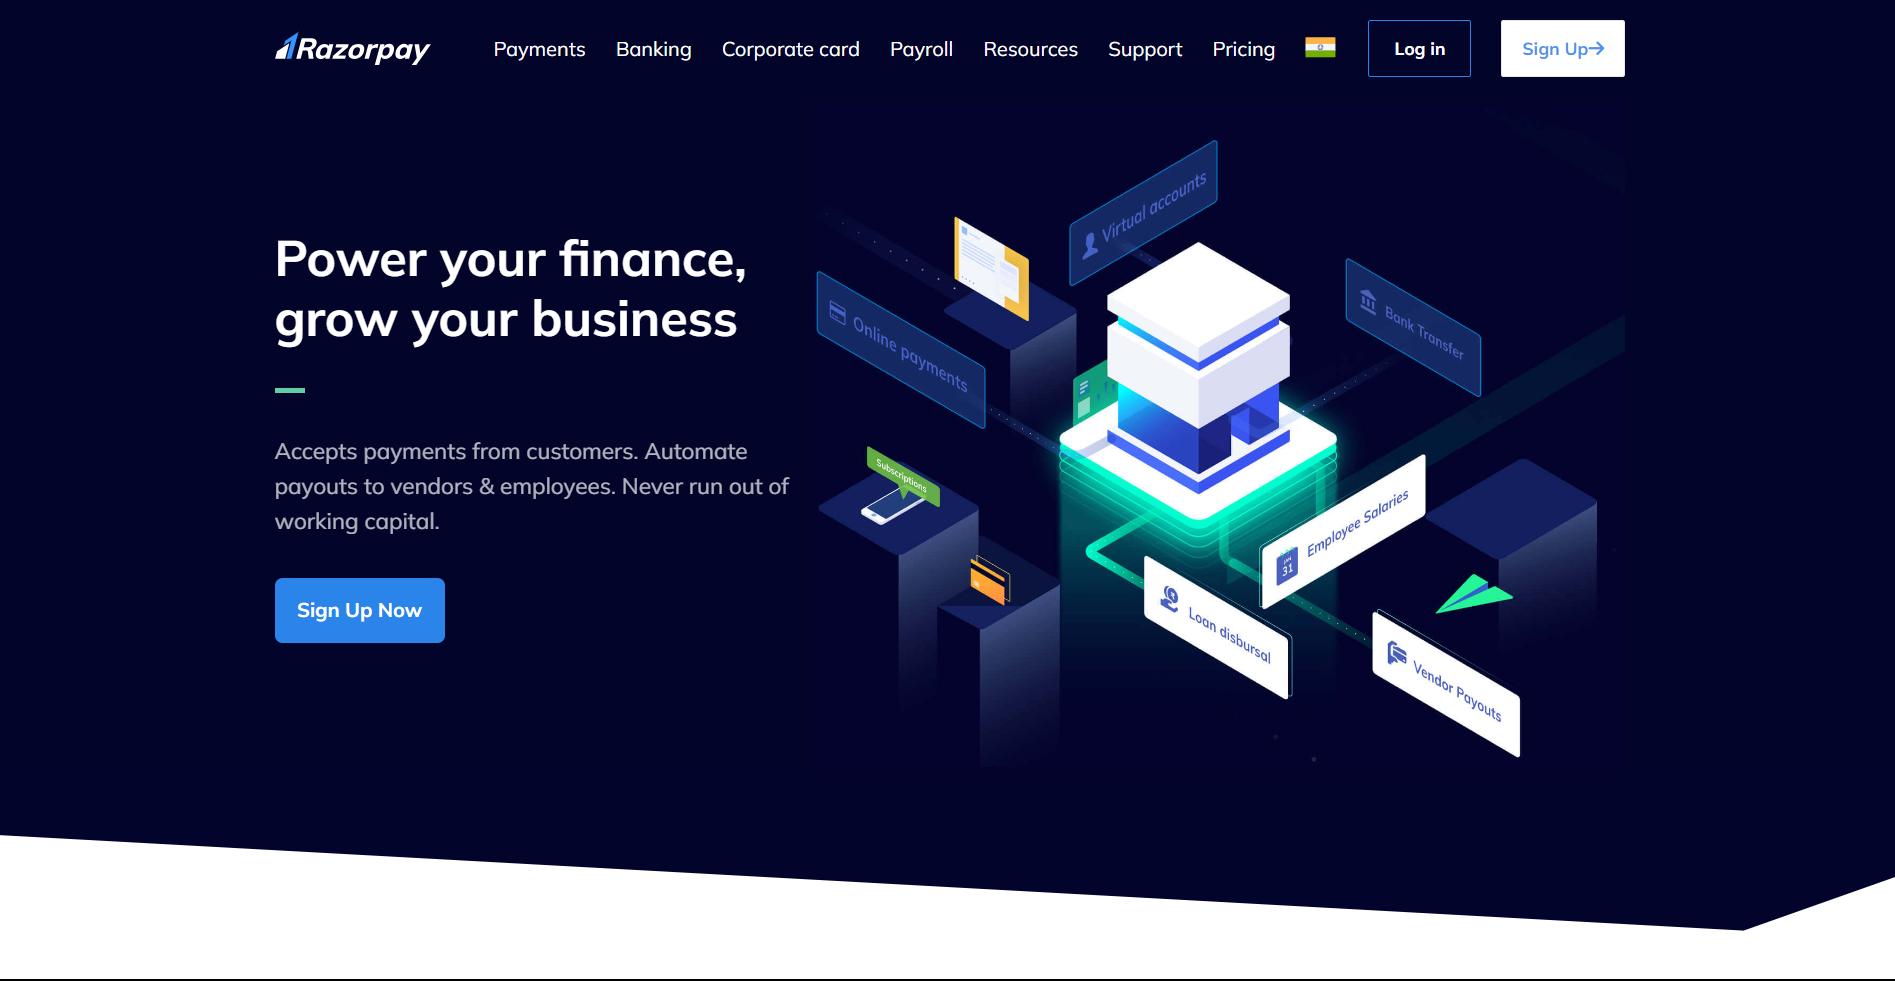 Razorpay
Payments
Banking
Corporate card
Payroll
Resources
Support
Pricing
Log in
Sign Up
Power your finance,
grow your business
Accepts payments from customers. Automate
payouts to vendors & employees. Never run out of
working capital.
Sign Up Now
Virtual accounts
Bank Transfer
Online payments
Subscriptions
Employee Salaries
JAN
31
Loan disbursal
Vendor Payouts